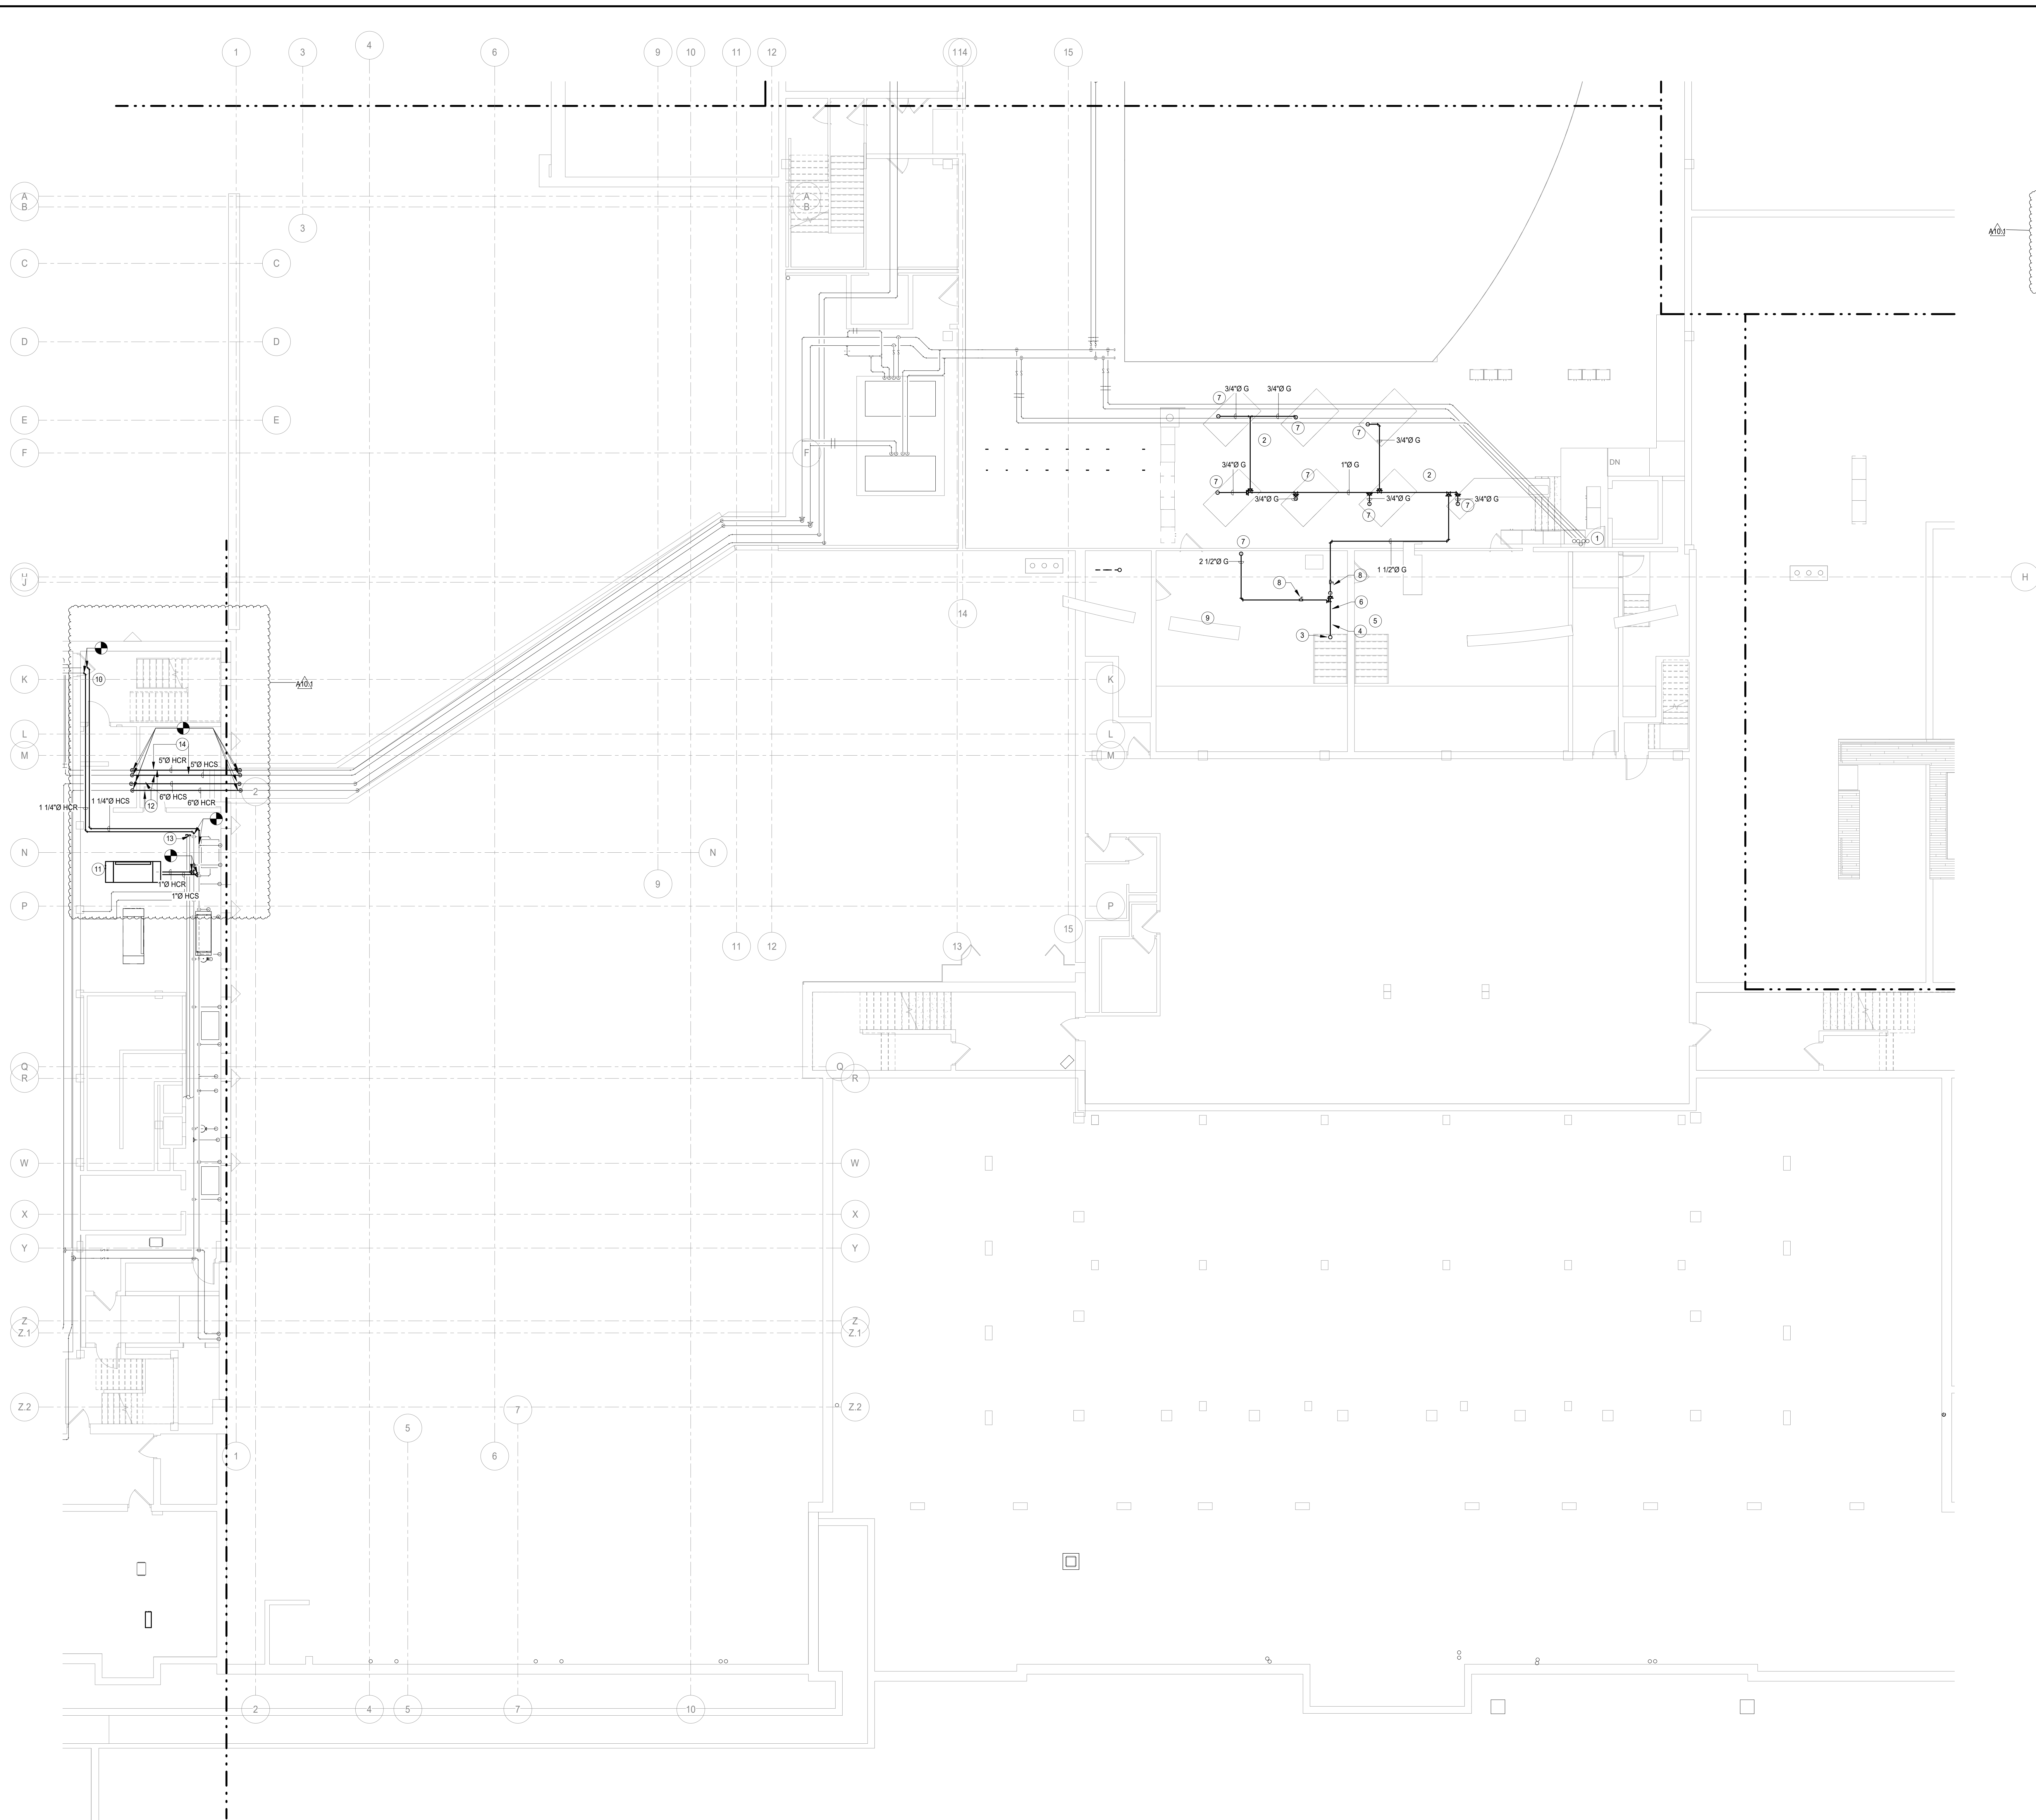 1
3
4
6
9
10
11
12
114
15
A
B
A
B
3
A10.1
C
C
D
D
E
E
3/4"Ø G
3/4"Ø G
7
7
7
2
3/4"Ø G
F
F
DN
3/4"Ø G
7
7
1"Ø G
2
3/4"Ø G
3/4"Ø G
3/4"Ø G
7
7
1
7
2 1/2"Ø G
1 1/2"Ø G
8
8
J
H
6
9
5
4
3
14
K
10
A10.1
K
L
L
M
M
14
5"Ø HCR
5"Ø HCS
6"Ø HCS
6"Ø HCR
12
2
1 1/4"Ø HCR
1 1/4"Ø HCS
13
N
N
11
1"Ø HCR
1"Ø HCS
9
P
P
15
11
12
13
Q
Q
R
R
W
W
X
X
Y
Y
Z
Z
Z.1
Z.1
Z.2
Z.2
7
5
1
6
2
4
5
7
10